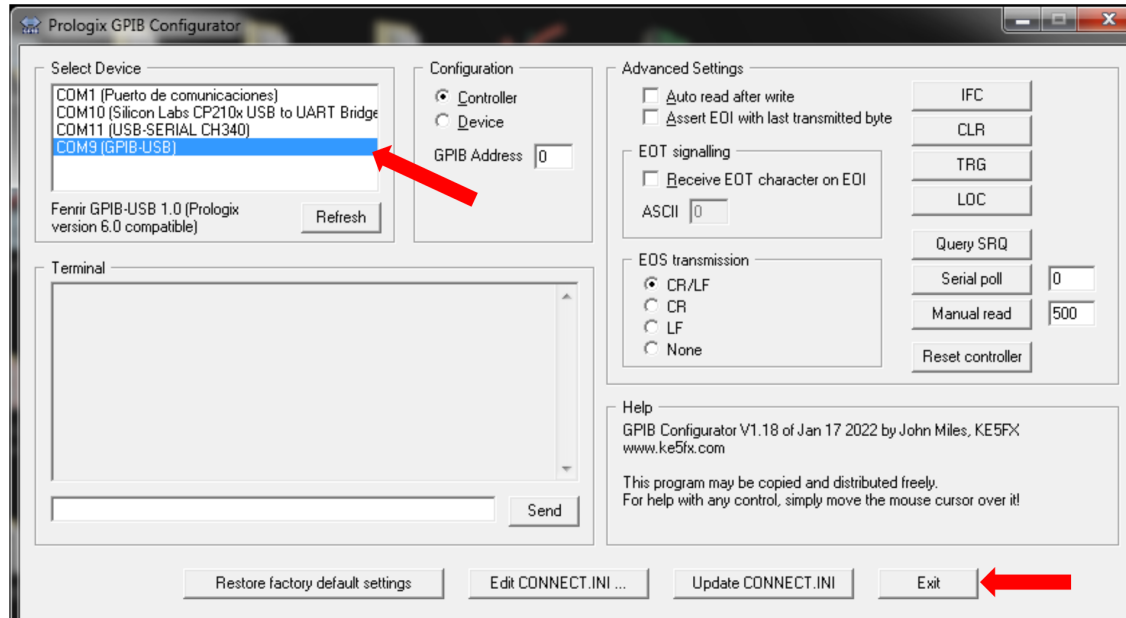 Prologix GPIB Configurator
Select Device
COM1 (Puerto de comunicaciones)
COM10 (Silicon Labs CP210x USB to UART Bridge
COM11 (USB-SERIAL CH340)
COM9 (GPIB-USB)
Fenrir GPIB-USB 1.0 (Prologix
version 6.0 compatible)
Refresh
Configuration
Controller
Device
GPIB Address 0
Advanced Settings
Auto read after write
Assert EOI with last transmitted byte
EOT signalling
Receive EOT character on EOI
ASCII 0
EOS transmission
CR/LF
CR
LF
None
IFC
CLR
TRG
LOC
Query SRQ
Serial poll 0
Manual read 500
Reset controller
Terminal
Send
Help
GPIB Configurator V1.18 of Jan 17 2022 by John Miles, KE5FX
www.ke5fx.com
This program may be copied and distributed freely.
For help with any control, simply move the mouse cursor over it!
Restore factory default settings
Edit CONNECT.INI ...
Update CONNECT.INI
Exit